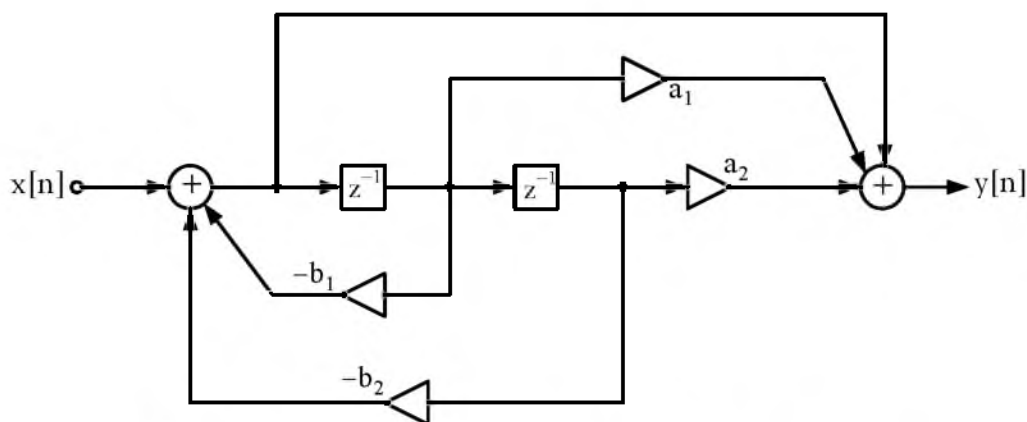 a₁
x[n]
+
z⁻¹
z⁻¹
a₂
+
y[n]
−b₁
−b₂